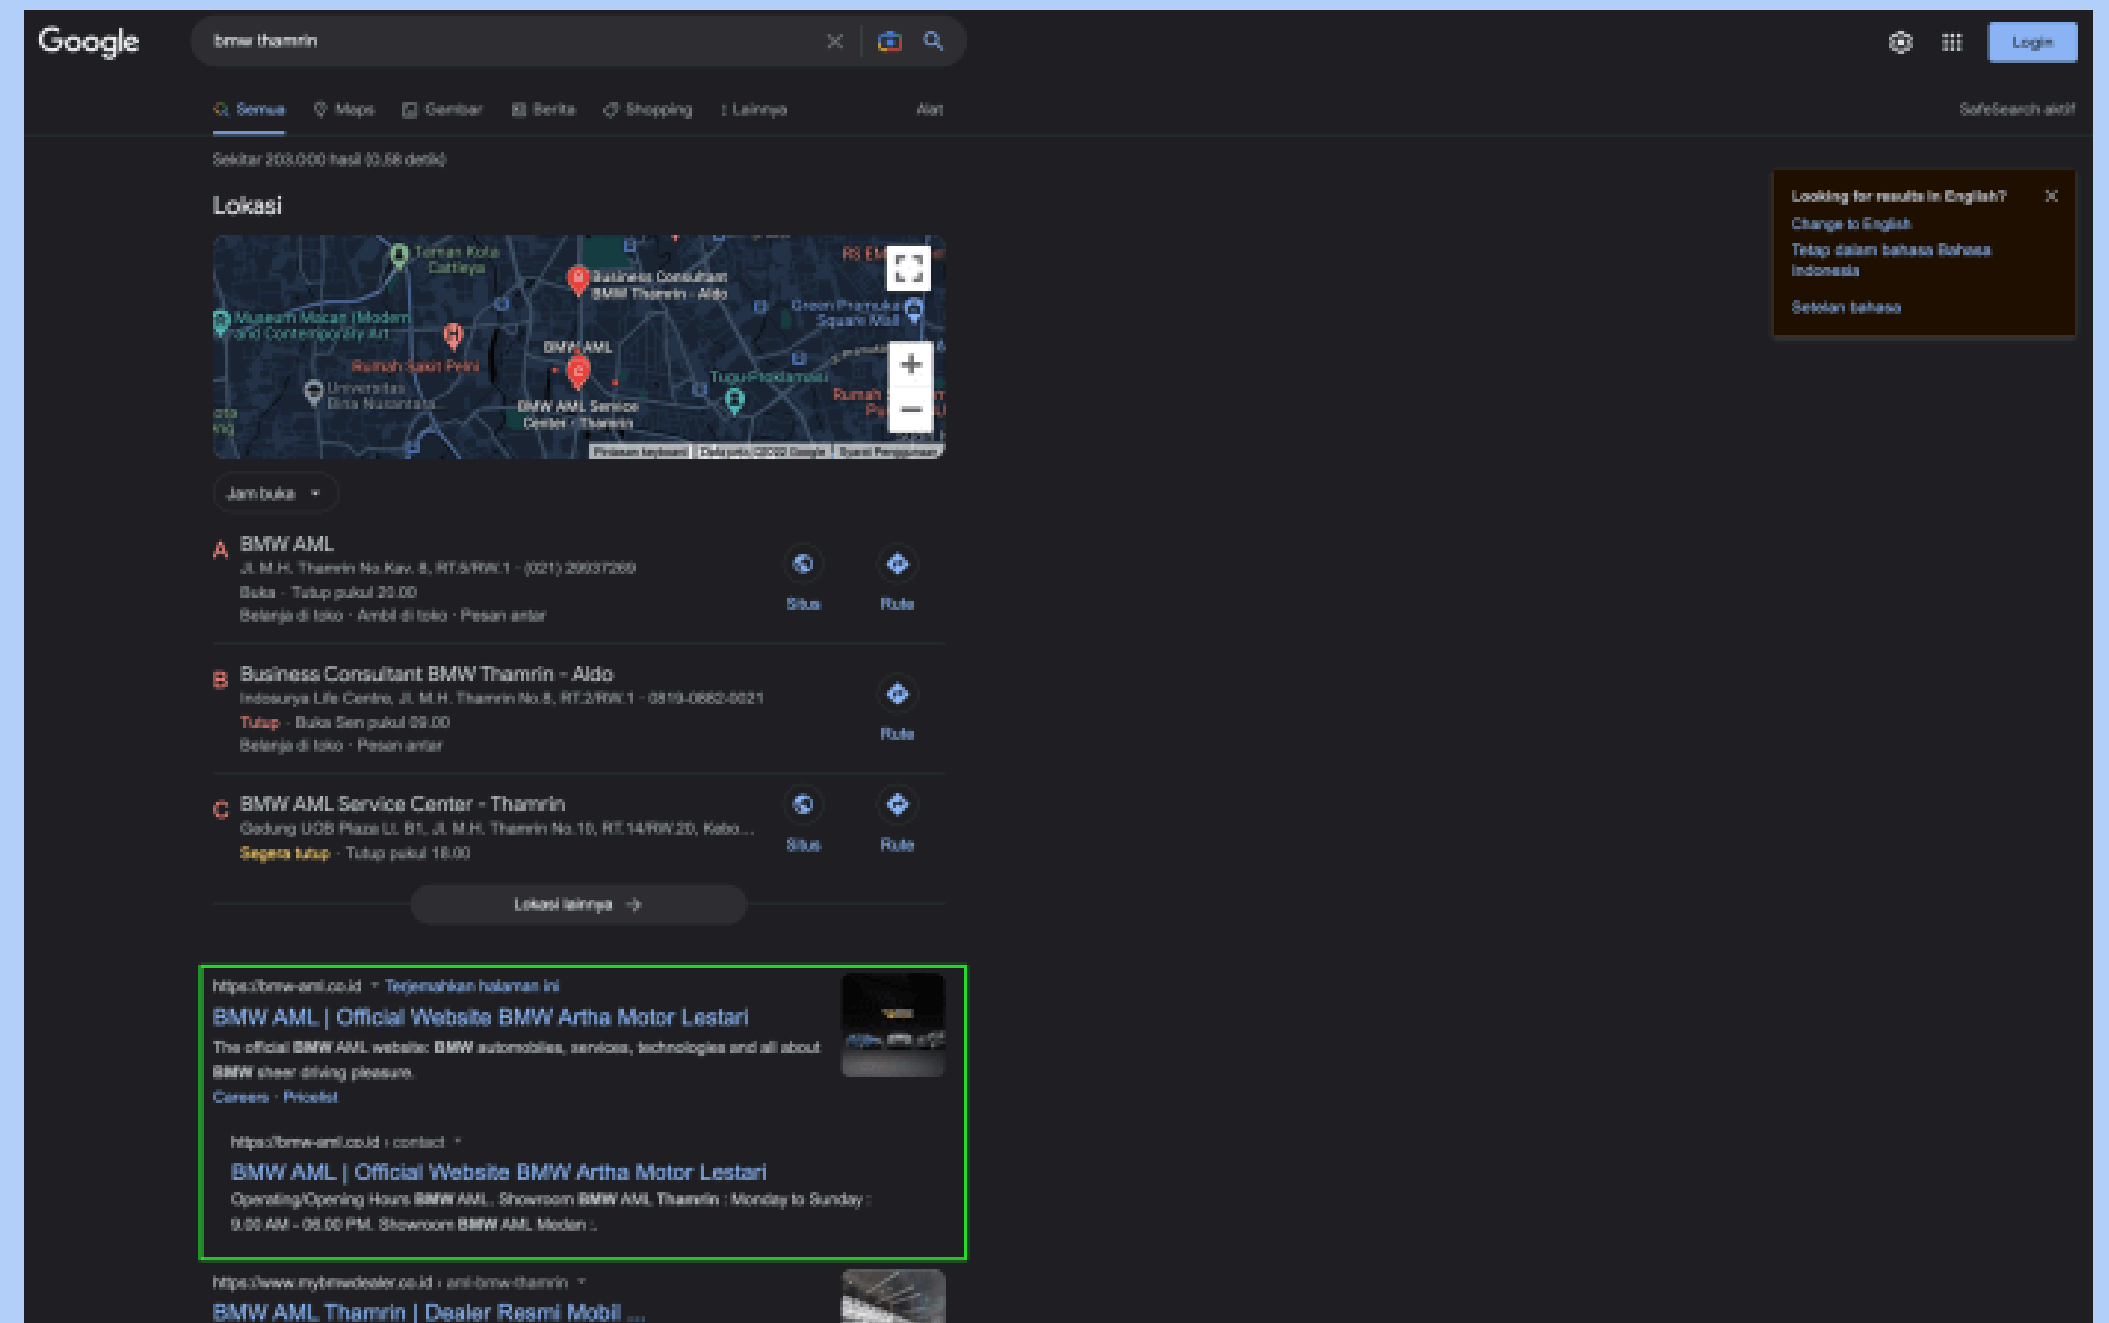 Google
bmw thamrin
Login
Semua
Maps
Gambar
Berita
Shopping
Lainnya
Alat
SafeSearch aktif
Sekitar 203.000 hasil (0,58 detik)
Looking for results in English?
Change to English
Tetap dalam bahasa Bahasa
Indonesia
Setelan bahasa
Lokasi
Taman Kota
Cattleya
Business Consultant
BMW Thamrin - Aldo
Green Pramuka
Square Mall
Museum Macan (Modern
and Contemporary Art
BMW AML
Rumah Sakit Pelni
Universitas
Bina Nusantara
Tugu Proklamasi
Rumah
BMW AML Service
Center - Thamrin
Pintasan keyboard
Data peta ©2022 Google
Syarat Penggunaan
Jam buka
A BMW AML
Jl. M.H. Thamrin No.Kav. 8, RT.5/RW.1 · (021) 29937269
Buka · Tutup pukul 20.00
Belanja di toko · Ambil di toko · Pesan antar
Situs
Rute
B Business Consultant BMW Thamrin - Aldo
Indosurya Life Centre, Jl. M.H. Thamrin No.8, RT.2/RW.1 · 0819-0882-0021
Tutup · Buka Sen pukul 09.00
Belanja di toko · Pesan antar
Rute
C BMW AML Service Center - Thamrin
Gedung UOB Plaza Lt. B1, Jl. M.H. Thamrin No.10, RT.14/RW.20, Kebo...
Segera tutup · Tutup pukul 18.00
Situs
Rute
Lokasi lainnya
https://bmw-aml.co.id Terjemahkan halaman ini
BMW AML | Official Website BMW Artha Motor Lestari
The official BMW AML website: BMW automobiles, services, technologies and all about
BMW sheer driving pleasure.
Careers · Pricelist
https://bmw-aml.co.id › contact
BMW AML | Official Website BMW Artha Motor Lestari
Operating/Opening Hours BMW AML. Showroom BMW AML Thamrin : Monday to Sunday :
9.00 AM - 06.00 PM. Showroom BMW AML Medan :.
https://www.mybmwdealer.co.id › aml-bmw-thamrin
BMW AML Thamrin | Dealer Resmi Mobil ...